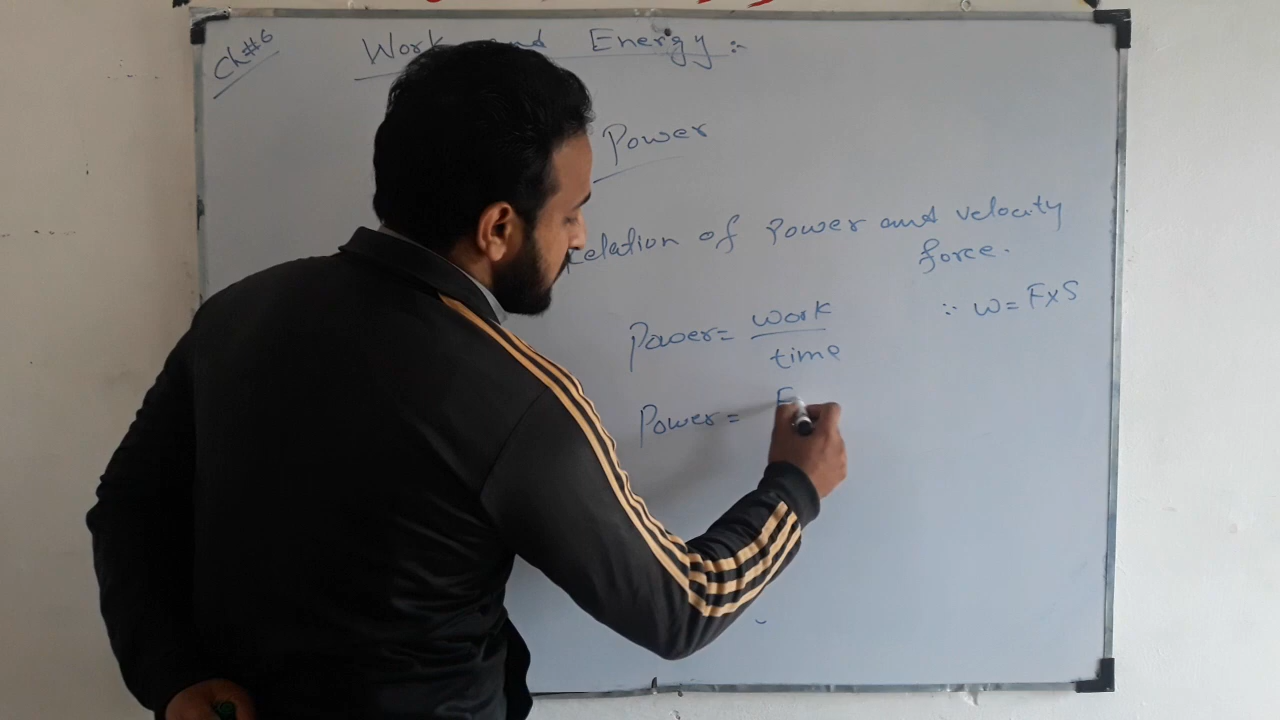 Ch#6
Work and Energy :-
Power
Relation of Power and velocity
force.
∵ W = F×S
Power = work
time
Power = F